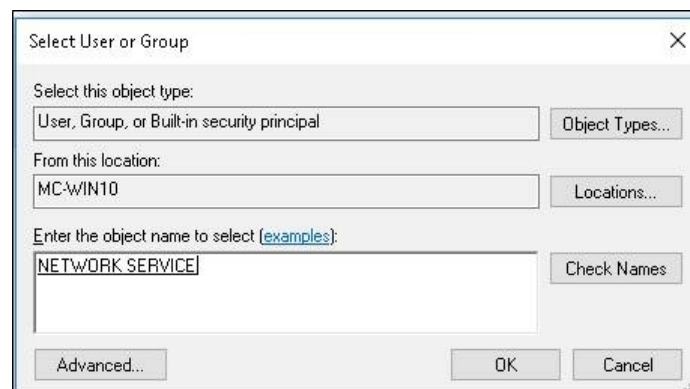 Select User or Group
Select this object type:
User, Group, or Built-in security principal
Object Types...
From this location:
MC-WIN10
Locations...
Enter the object name to select (examples):
NETWORK SERVICE
Check Names
Advanced...
OK
Cancel